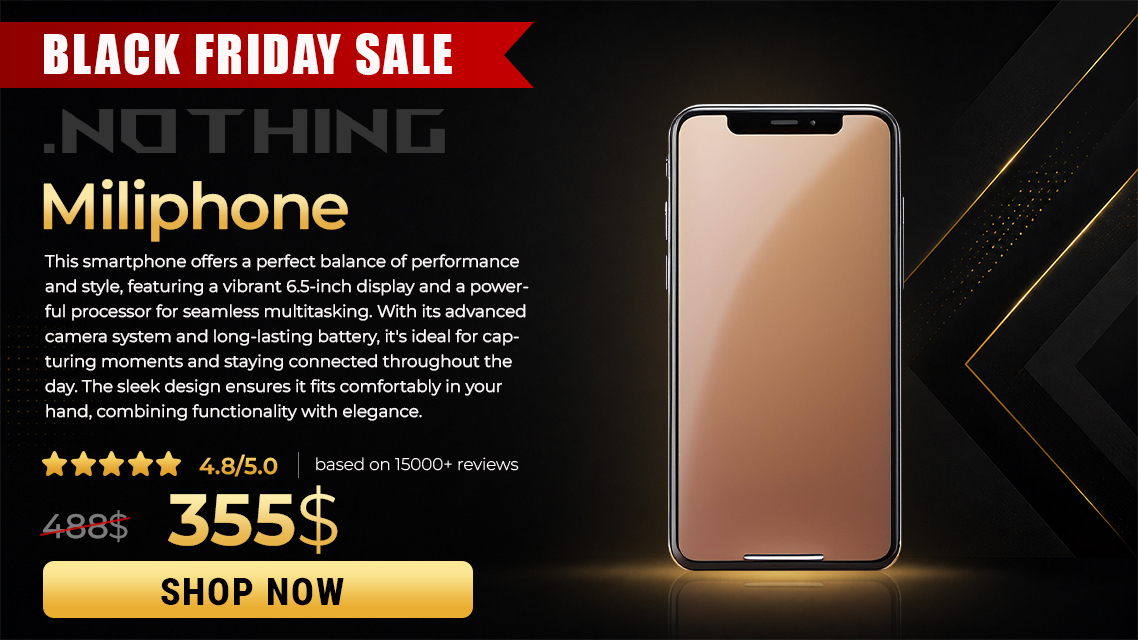 BLACK FRIDAY SALE
.NOTHING
Miliphone
This smartphone offers a perfect balance of performance
and style, featuring a vibrant 6.5-inch display and a power-
ful processor for seamless multitasking. With its advanced
camera system and long-lasting battery, it's ideal for cap-
turing moments and staying connected throughout the
day. The sleek design ensures it fits comfortably in your
hand, combining functionality with elegance.
4.8/5.0 based on 15000+ reviews
488$ 355$
SHOP NOW